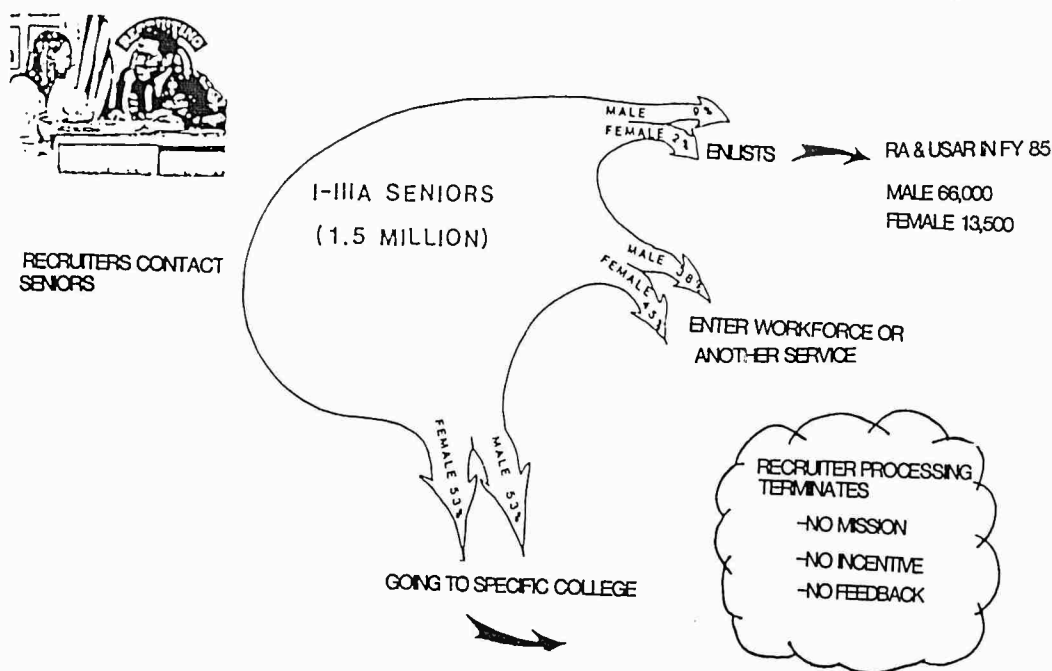 RECRUITING
MALE 9%
FEMALE 2%
ENLISTS
RA & USAR IN FY 85
MALE 66,000
FEMALE 13,500
I-IIIA SENIORS
(1.5 MILLION)
RECRUITERS CONTACT
SENIORS
MALE 38%
FEMALE 45%
ENTER WORKFORCE OR
ANOTHER SERVICE
FEMALE 53%
MALE 53%
GOING TO SPECIFIC COLLEGE
RECRUITER PROCESSING
TERMINATES
-NO MISSION
-NO INCENTIVE
-NO FEEDBACK